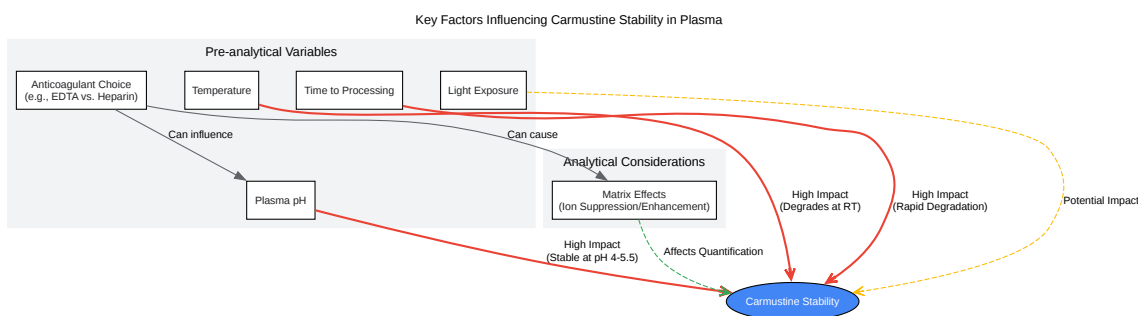 Key Factors Influencing Carmustine Stability in Plasma
Pre-analytical Variables
Anticoagulant Choice
(e.g., EDTA vs. Heparin)
Temperature
Time to Processing
Light Exposure
Can influence
Can cause
Analytical Considerations
Plasma pH
Matrix Effects
(Ion Suppression/Enhancement)
High Impact
(Degrades at RT)
High Impact
(Rapid Degradation)
Potential Impact
High Impact
(Stable at pH 4-5.5)
Affects Quantification
Carmustine Stability